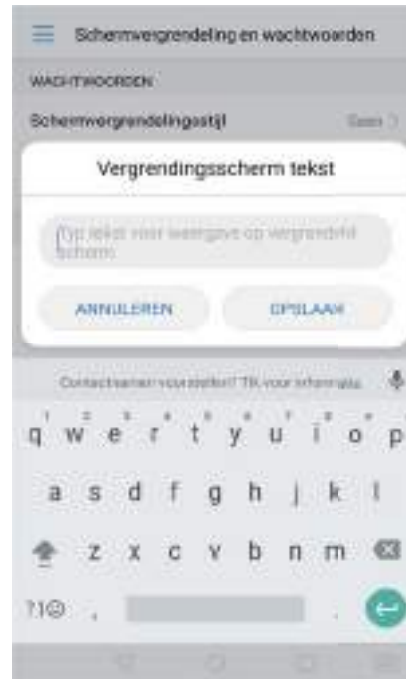 Schermvergrendeling en wachtwoorden
WACHTWOORDEN
Schermvergrendelingsstijl Geen
Vergrendingsscherm tekst
Typ tekst voor weergave op vergrendeld
scherm
ANNULEREN OPSLAAN
Contactnamen voorstellen? Tik voor informatie.
q w e r t y u i o p
a s d f g h j k l
z x c v b n m
?1☺ , .